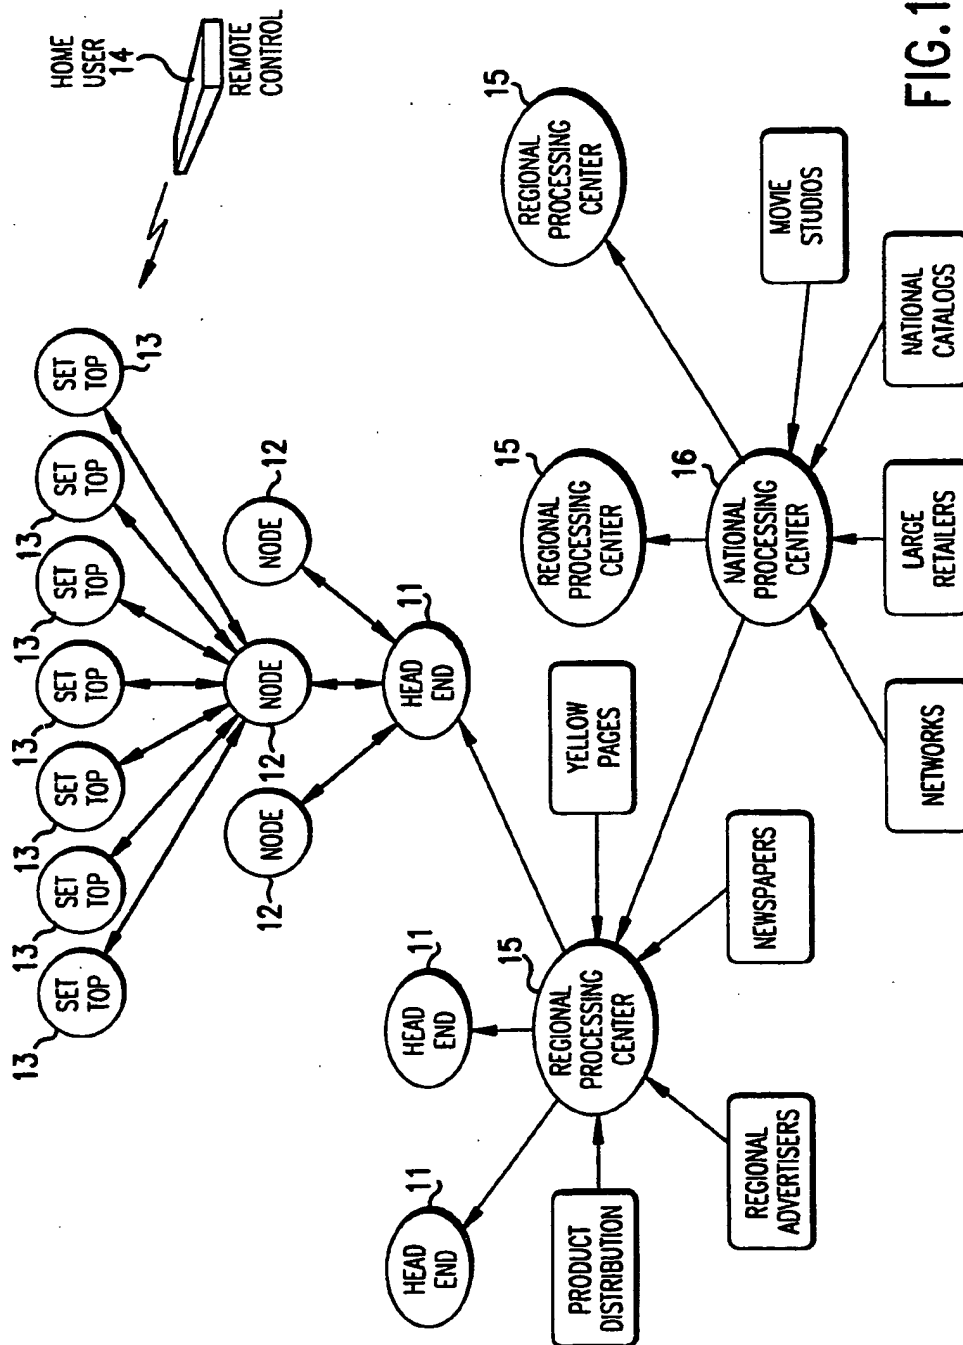 HOME
USER
14
REMOTE
CONTROL
SET
TOP
13
SET
TOP
13
SET
TOP
13
SET
TOP
13
SET
TOP
13
SET
TOP
13
SET
TOP
13
NODE
12
NODE
12
NODE
12
HEAD
END
11
HEAD
END
11
HEAD
END
11
REGIONAL
PROCESSING
CENTER
15
REGIONAL
PROCESSING
CENTER
15
REGIONAL
PROCESSING
CENTER
15
YELLOW
PAGES
NATIONAL
PROCESSING
CENTER
16
PRODUCT
DISTRIBUTION
REGIONAL
ADVERTISERS
NEWSPAPERS
NETWORKS
LARGE
RETAILERS
NATIONAL
CATALOGS
MOVIE
STUDIOS
FIG.1